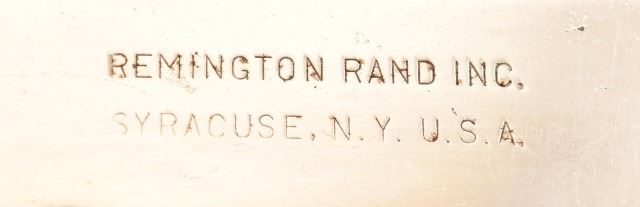 REMINGTON RAND INC.
SYRACUSE, N.Y. U.S.A.